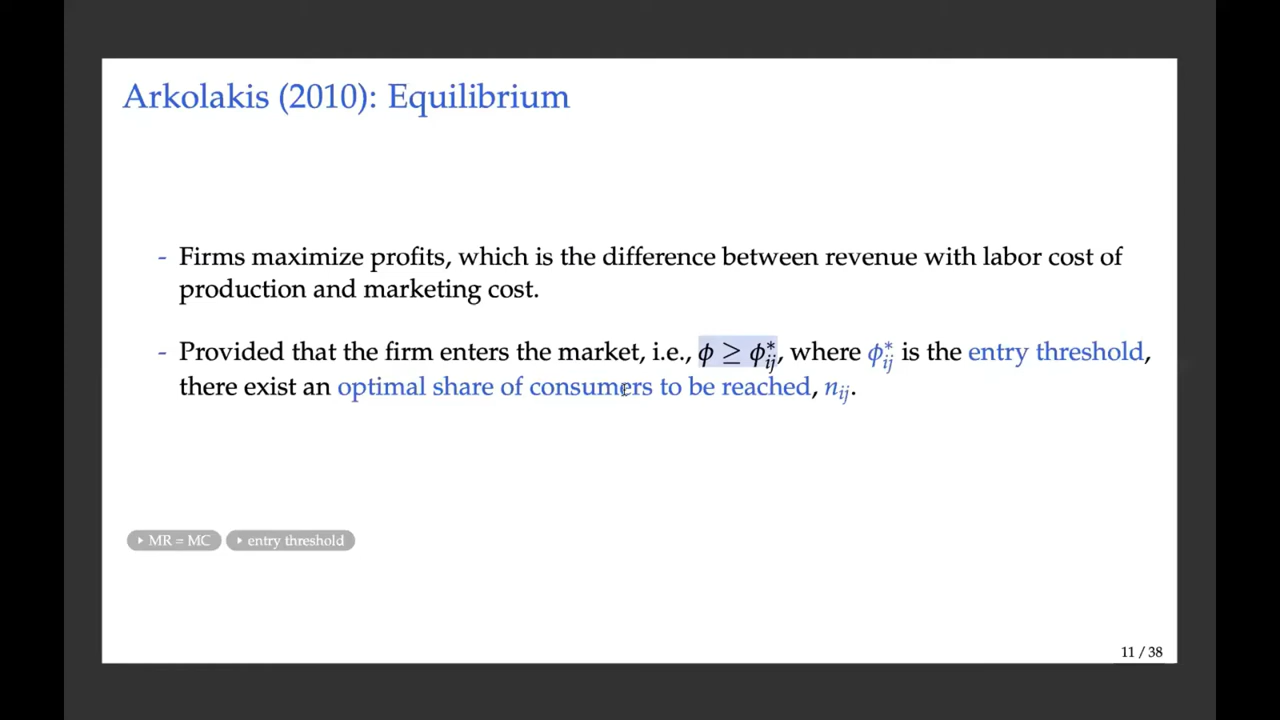 Arkolakis (2010): Equilibrium
- Firms maximize profits, which is the difference between revenue with labor cost of
production and marketing cost.
- Provided that the firm enters the market, i.e., ϕ ≥ ϕ*ij, where ϕ*ij is the entry threshold,
there exist an optimal share of consumers to be reached, nij.
MR = MC
entry threshold
11 / 38